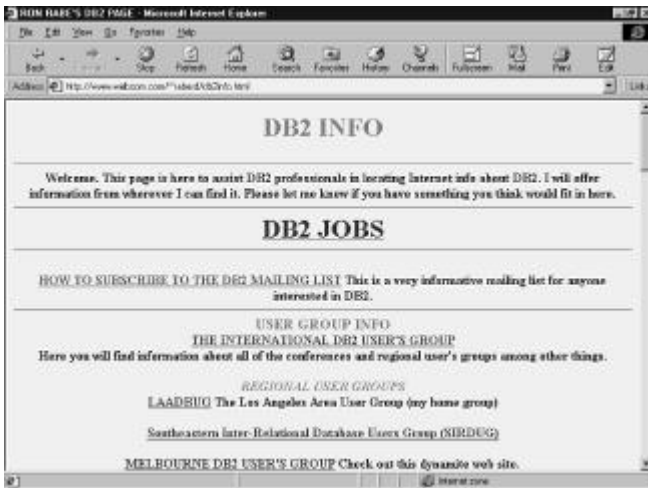 RON RABE'S DB2 PAGE - Microsoft Internet Explorer
File Edit View Go Favorites Help
Back Stop Refresh Home Search Favorites History Channels Fullscreen Mail Print Edit
Address
DB2 INFO
Welcome. This page is here to assist DB2 professionals in locating Internet info about DB2. I will offer
information from wherever I can find it. Please let me know if you have something you think would fit in here.
DB2 JOBS
HOW TO SUBSCRIBE TO THE DB2 MAILING LIST This is a very informative mailing list for anyone
interested in DB2.
USER GROUP INFO
THE INTERNATIONAL DB2 USER'S GROUP
Here you will find information about all of the conferences and regional user's groups among other things.
REGIONAL USER GROUPS
LAADBUG The Los Angeles Area User Group (my home group)
Southeastern Inter-Relational Database Users Group (SIRDUG)
MELBOURNE DB2 USER'S GROUP Check out this dynamite web site.
Internet zone